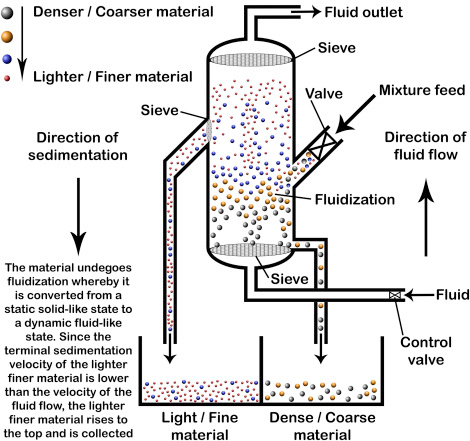 Denser / Coarser material
Lighter / Finer material
Fluid outlet
Sieve
Valve
Mixture feed
Sieve
Direction of
sedimentation
Direction of
fluid flow
Fluidization
The material undegoes
fluidization whereby it
is converted from a
static solid-like state to
a dynamic fluid-like
state. Since the
terminal sedimentation
velocity of the lighter
finer material is lower
than the velocity of the
fluid flow, the lighter
finer material rises to
the top and is collected
Sieve
Fluid
Control
valve
Light / Fine
material
Dense / Coarse
material